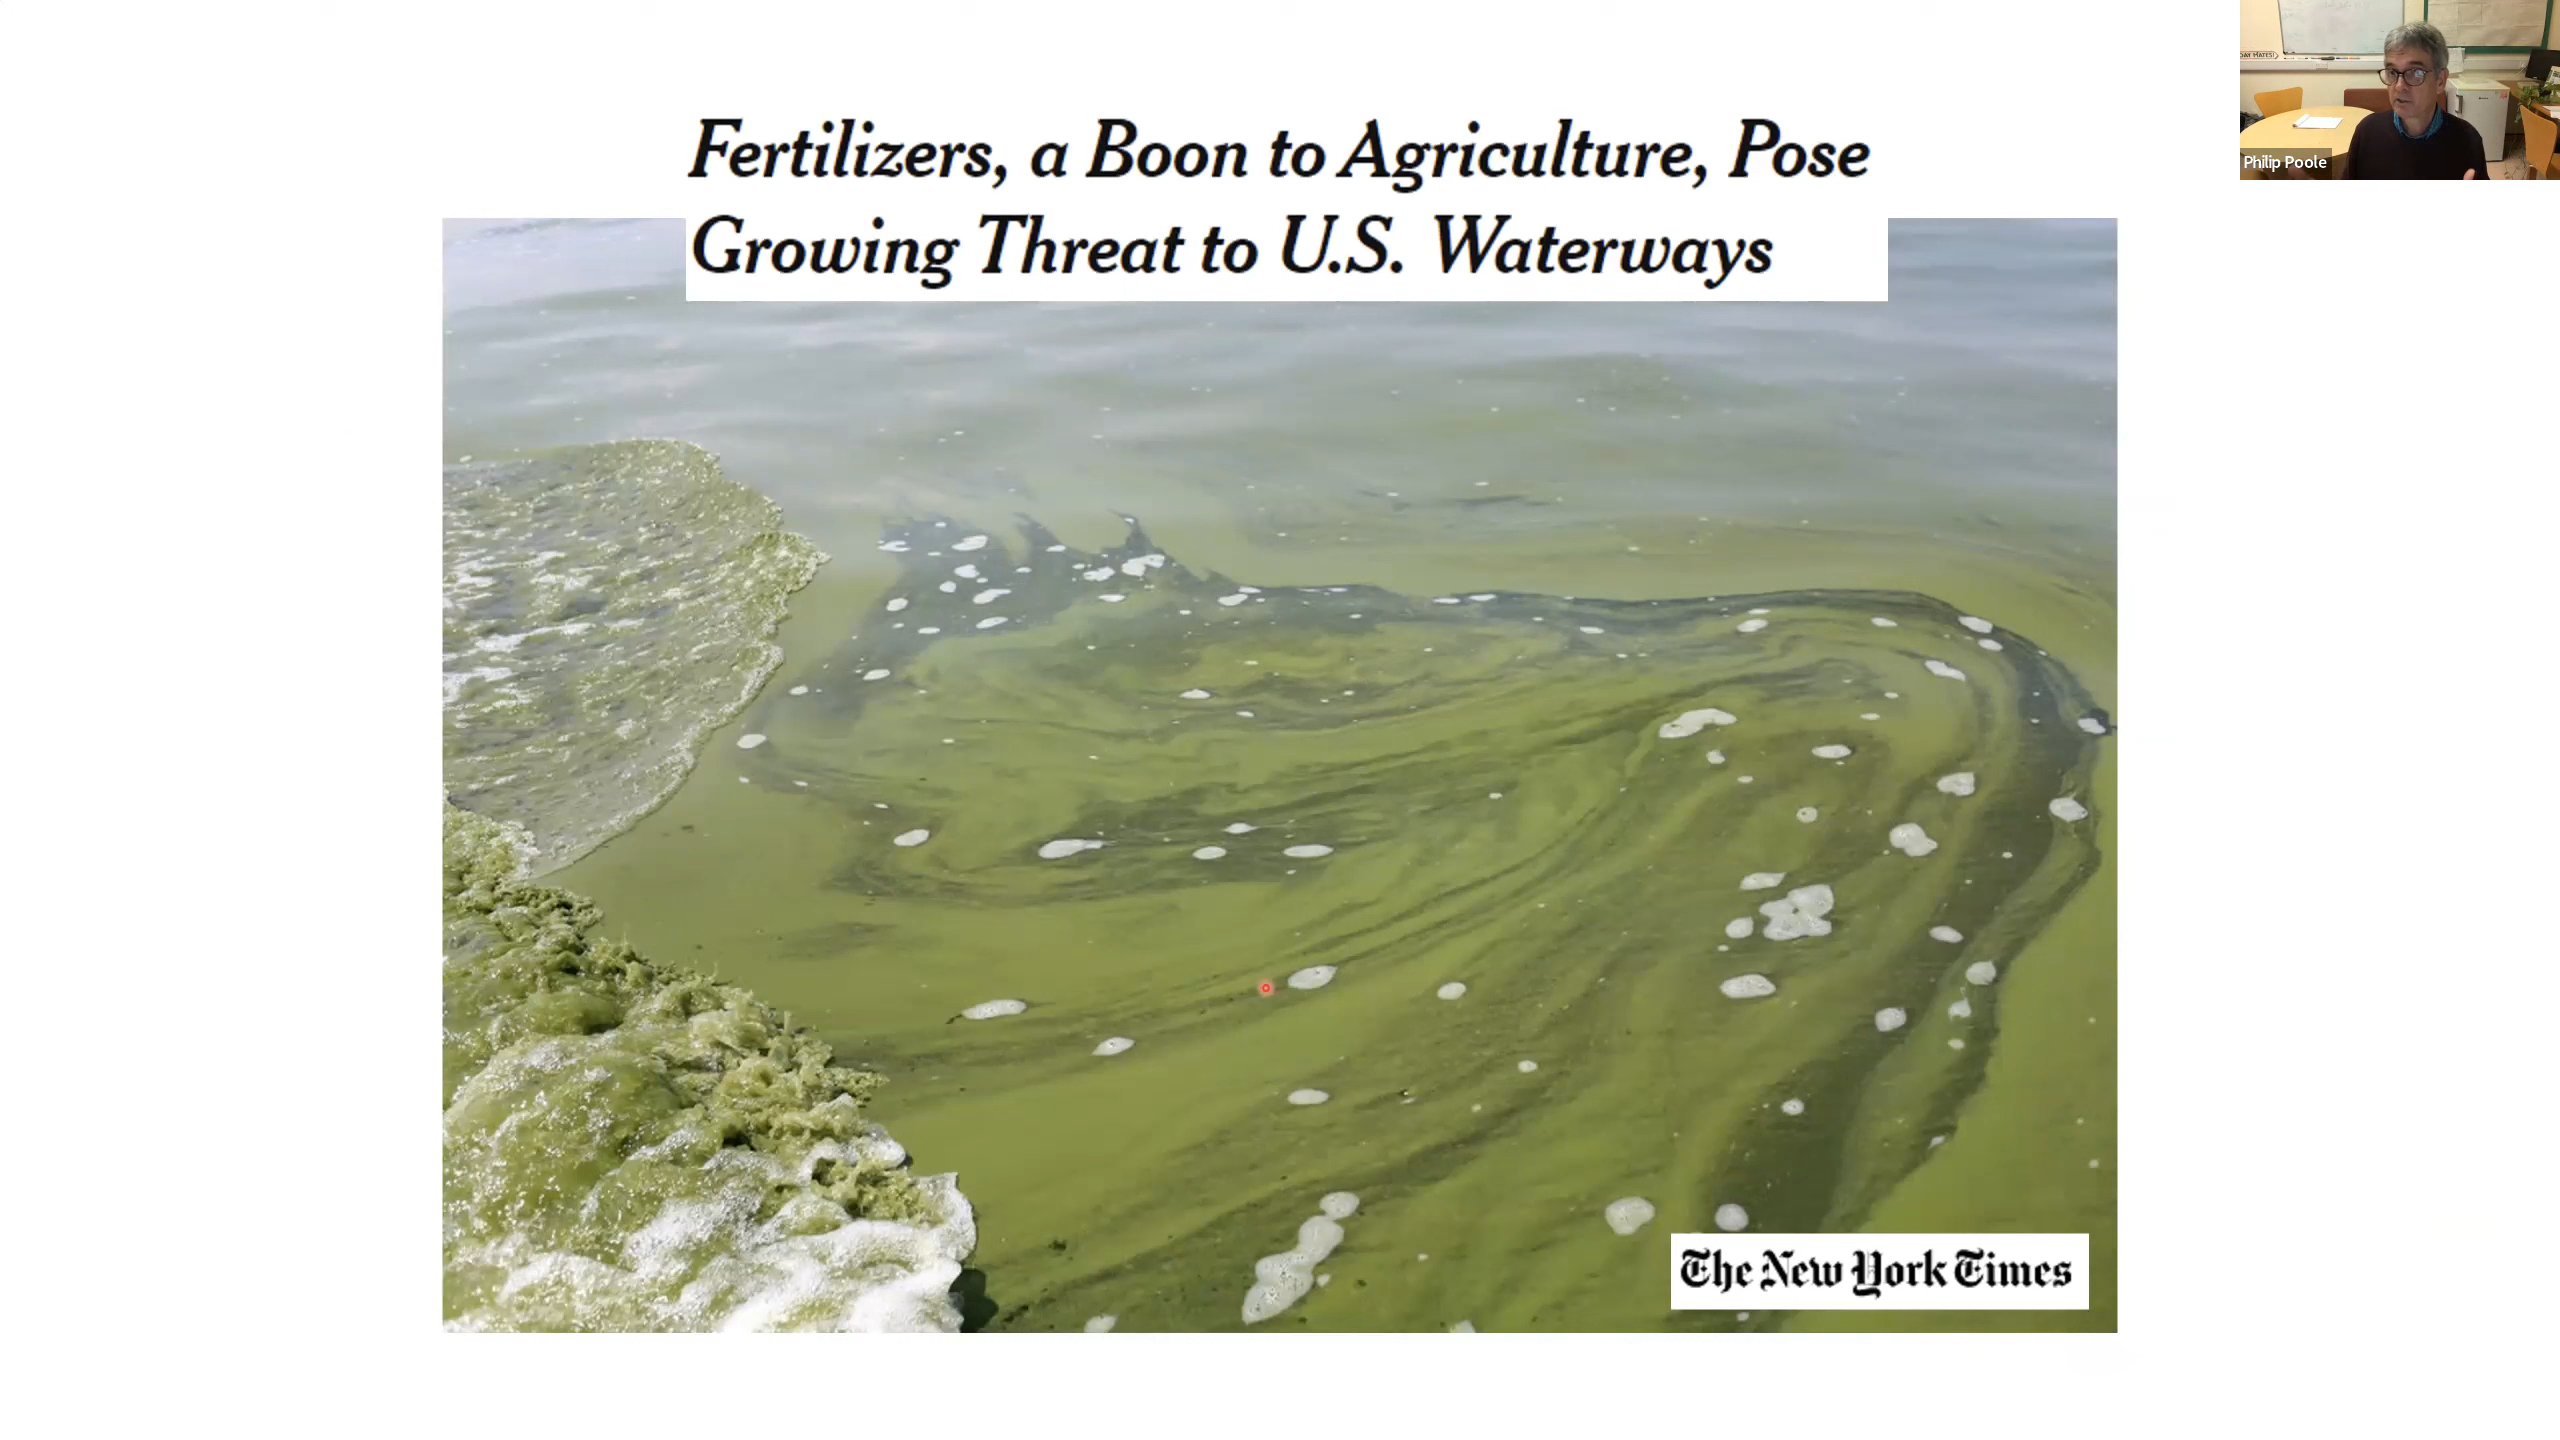 Fertilizers, a Boon to Agriculture, Pose
Growing Threat to U.S. Waterways
Philip Poole
The New York Times